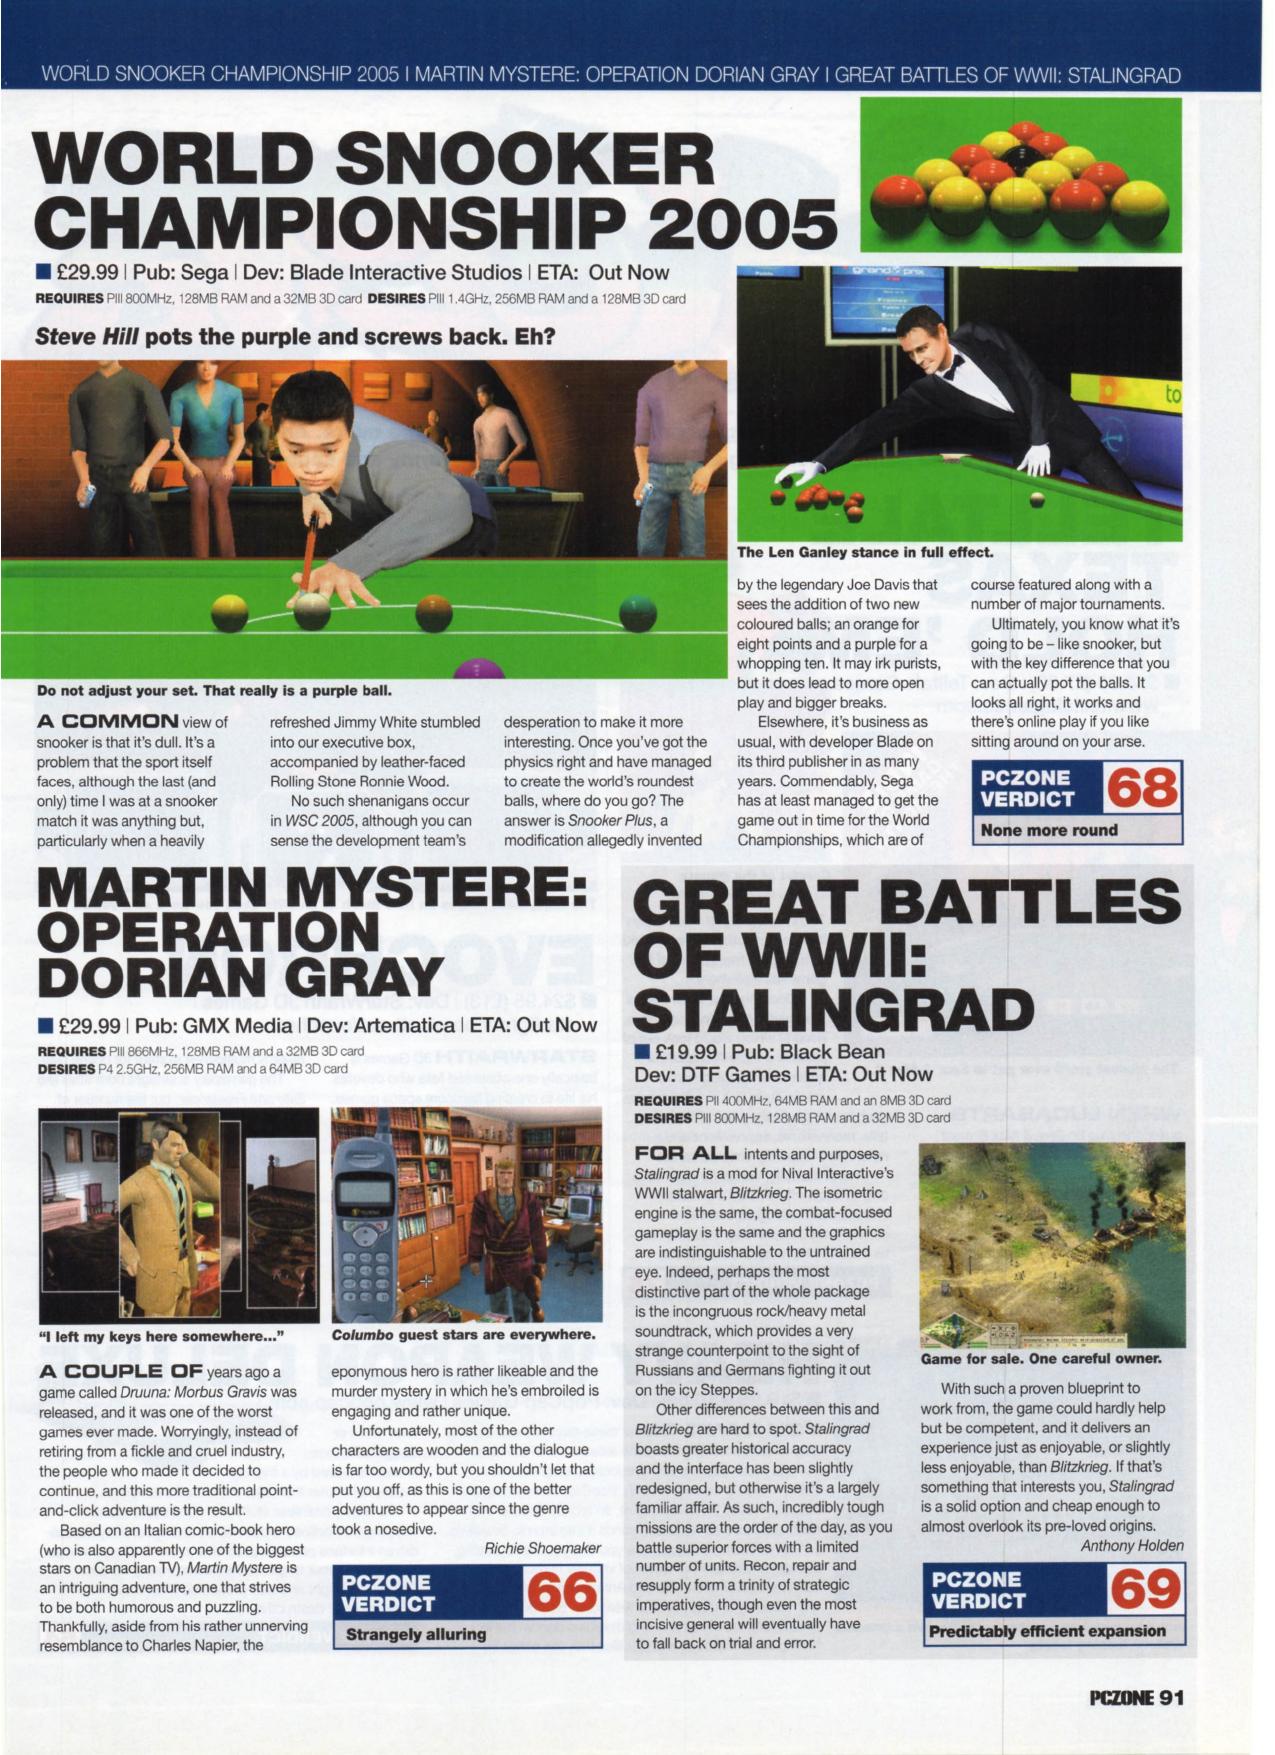 WORLD SNOOKER CHAMPIONSHIP 2005 | MARTIN MYSTERE: OPERATION DORIAN GRAY | GREAT BATTLES OF WWII: STALINGRAD
WORLD SNOOKER
CHAMPIONSHIP 2005
£29.99 | Pub: Sega | Dev: Blade Interactive Studios | ETA: Out Now
REQUIRES PIII 800MHz, 128MB RAM and a 32MB 3D card DESIRES PIII 1.4GHz, 256MB RAM and a 128MB 3D card
Steve Hill pots the purple and screws back. Eh?
grand prix
to
The Len Ganley stance in full effect.
Do not adjust your set. That really is a purple ball.
A COMMON view of
snooker is that it's dull. It's a
problem that the sport itself
faces, although the last (and
only) time I was at a snooker
match it was anything but,
particularly when a heavily
refreshed Jimmy White stumbled
into our executive box,
accompanied by leather-faced
Rolling Stone Ronnie Wood.
No such shenanigans occur
in WSC 2005, although you can
sense the development team's
desperation to make it more
interesting. Once you've got the
physics right and have managed
to create the world's roundest
balls, where do you go? The
answer is Snooker Plus, a
modification allegedly invented
by the legendary Joe Davis that
sees the addition of two new
coloured balls; an orange for
eight points and a purple for a
whopping ten. It may irk purists,
but it does lead to more open
play and bigger breaks.
Elsewhere, it's business as
usual, with developer Blade on
its third publisher in as many
years. Commendably, Sega
has at least managed to get the
game out in time for the World
Championships, which are of
course featured along with a
number of major tournaments.
Ultimately, you know what it's
going to be – like snooker, but
with the key difference that you
can actually pot the balls. It
looks all right, it works and
there's online play if you like
sitting around on your arse.
PCZONE
VERDICT
68
None more round
MARTIN MYSTERE:
OPERATION
DORIAN GRAY
£29.99 | Pub: GMX Media | Dev: Artematica | ETA: Out Now
REQUIRES PIII 866MHz, 128MB RAM and a 32MB 3D card
DESIRES P4 2.5GHz, 256MB RAM and a 64MB 3D card
"I left my keys here somewhere..."
Columbo guest stars are everywhere.
A COUPLE OF years ago a
game called Druuna: Morbus Gravis was
released, and it was one of the worst
games ever made. Worryingly, instead of
retiring from a fickle and cruel industry,
the people who made it decided to
continue, and this more traditional point-
and-click adventure is the result.
Based on an Italian comic-book hero
(who is also apparently one of the biggest
stars on Canadian TV), Martin Mystere is
an intriguing adventure, one that strives
to be both humorous and puzzling.
Thankfully, aside from his rather unnerving
resemblance to Charles Napier, the
eponymous hero is rather likeable and the
murder mystery in which he's embroiled is
engaging and rather unique.
Unfortunately, most of the other
characters are wooden and the dialogue
is far too wordy, but you shouldn't let that
put you off, as this is one of the better
adventures to appear since the genre
took a nosedive.
Richie Shoemaker
PCZONE
VERDICT
66
Strangely alluring
GREAT BATTLES
OF WWII:
STALINGRAD
£19.99 | Pub: Black Bean
Dev: DTF Games | ETA: Out Now
REQUIRES PII 400MHz, 64MB RAM and an 8MB 3D card
DESIRES PIII 800MHz, 128MB RAM and a 32MB 3D card
FOR ALL intents and purposes,
Stalingrad is a mod for Nival Interactive's
WWII stalwart, Blitzkrieg. The isometric
engine is the same, the combat-focused
gameplay is the same and the graphics
are indistinguishable to the untrained
eye. Indeed, perhaps the most
distinctive part of the whole package
is the incongruous rock/heavy metal
soundtrack, which provides a very
strange counterpoint to the sight of
Russians and Germans fighting it out
on the icy Steppes.
Other differences between this and
Blitzkrieg are hard to spot. Stalingrad
boasts greater historical accuracy
and the interface has been slightly
redesigned, but otherwise it's a largely
familiar affair. As such, incredibly tough
missions are the order of the day, as you
battle superior forces with a limited
number of units. Recon, repair and
resupply form a trinity of strategic
imperatives, though even the most
incisive general will eventually have
to fall back on trial and error.
Game for sale. One careful owner.
With such a proven blueprint to
work from, the game could hardly help
but be competent, and it delivers an
experience just as enjoyable, or slightly
less enjoyable, than Blitzkrieg. If that's
something that interests you, Stalingrad
is a solid option and cheap enough to
almost overlook its pre-loved origins.
Anthony Holden
PCZONE
VERDICT
69
Predictably efficient expansion
PCZONE 91